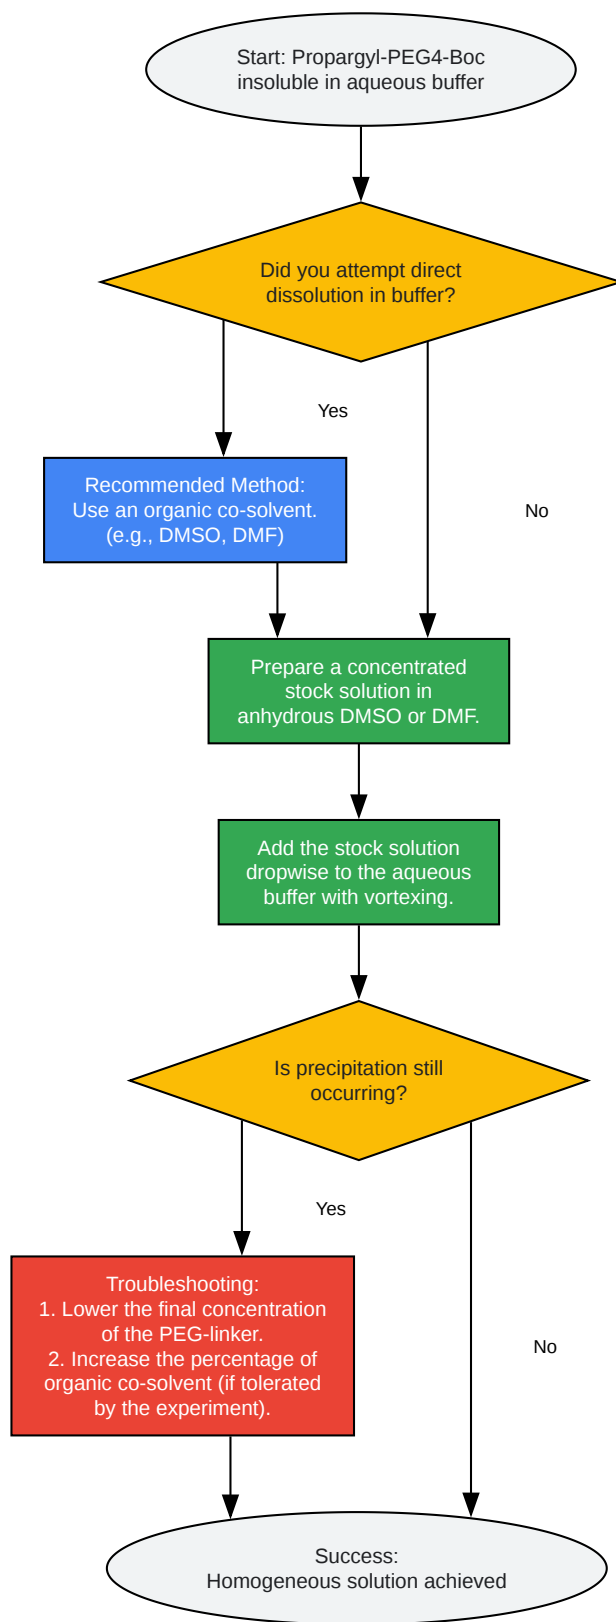 Start: Propargyl-PEG4-Boc
insoluble in aqueous buffer
Did you attempt direct
dissolution in buffer?
Yes
Recommended Method:
Use an organic co-solvent.
(e.g., DMSO, DMF)
No
Prepare a concentrated
stock solution in
anhydrous DMSO or DMF.
Add the stock solution
dropwise to the aqueous
buffer with vortexing.
Is precipitation still
occurring?
Yes
Troubleshooting:
1. Lower the final concentration
of the PEG-linker.
2. Increase the percentage of
organic co-solvent (if tolerated
by the experiment).
No
Success:
Homogeneous solution achieved